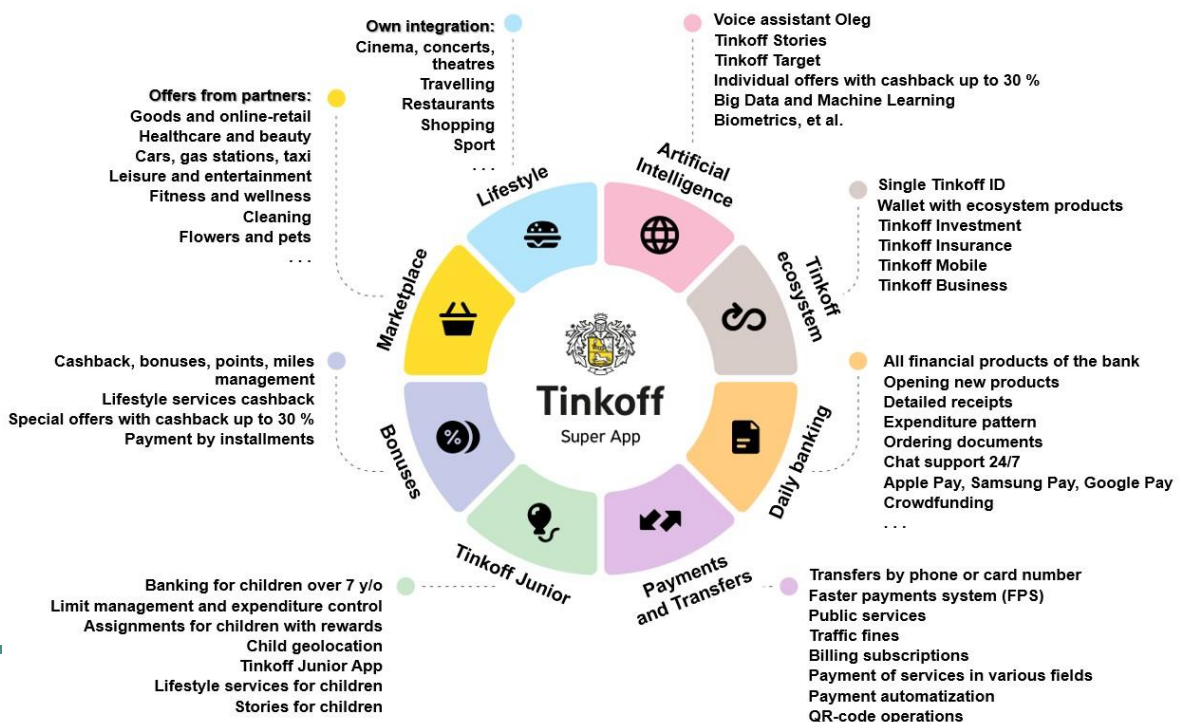 Own integration:
Cinema, concerts,
theatres
Travelling
Restaurants
Shopping
Sport
. . .
Lifestyle
Voice assistant Oleg
Tinkoff Stories
Tinkoff Target
Individual offers with cashback up to 30 %
Big Data and Machine Learning
Biometrics, et al.
Artificial
Intelligence
Offers from partners:
Goods and online-retail
Healthcare and beauty
Cars, gas stations, taxi
Leisure and entertainment
Fitness and wellness
Cleaning
Flowers and pets
. . .
Marketplace
Single Tinkoff ID
Wallet with ecosystem products
Tinkoff Investment
Tinkoff Insurance
Tinkoff Mobile
Tinkoff Business
Tinkoff
ecosystem
Tinkoff
Super App
%
Cashback, bonuses, points, miles
management
Lifestyle services cashback
Special offers with cashback up to 30 %
Payment by installments
Bonuses
All financial products of the bank
Opening new products
Detailed receipts
Expenditure pattern
Ordering documents
Chat support 24/7
Apple Pay, Samsung Pay, Google Pay
Crowdfunding
. . .
Daily banking
Banking for children over 7 y/o
Limit management and expenditure control
Assignments for children with rewards
Child geolocation
Tinkoff Junior App
Lifestyle services for children
Stories for children
Tinkoff Junior
Payments
and Transfers
Transfers by phone or card number
Faster payments system (FPS)
Public services
Traffic fines
Billing subscriptions
Payment of services in various fields
Payment automatization
QR-code operations